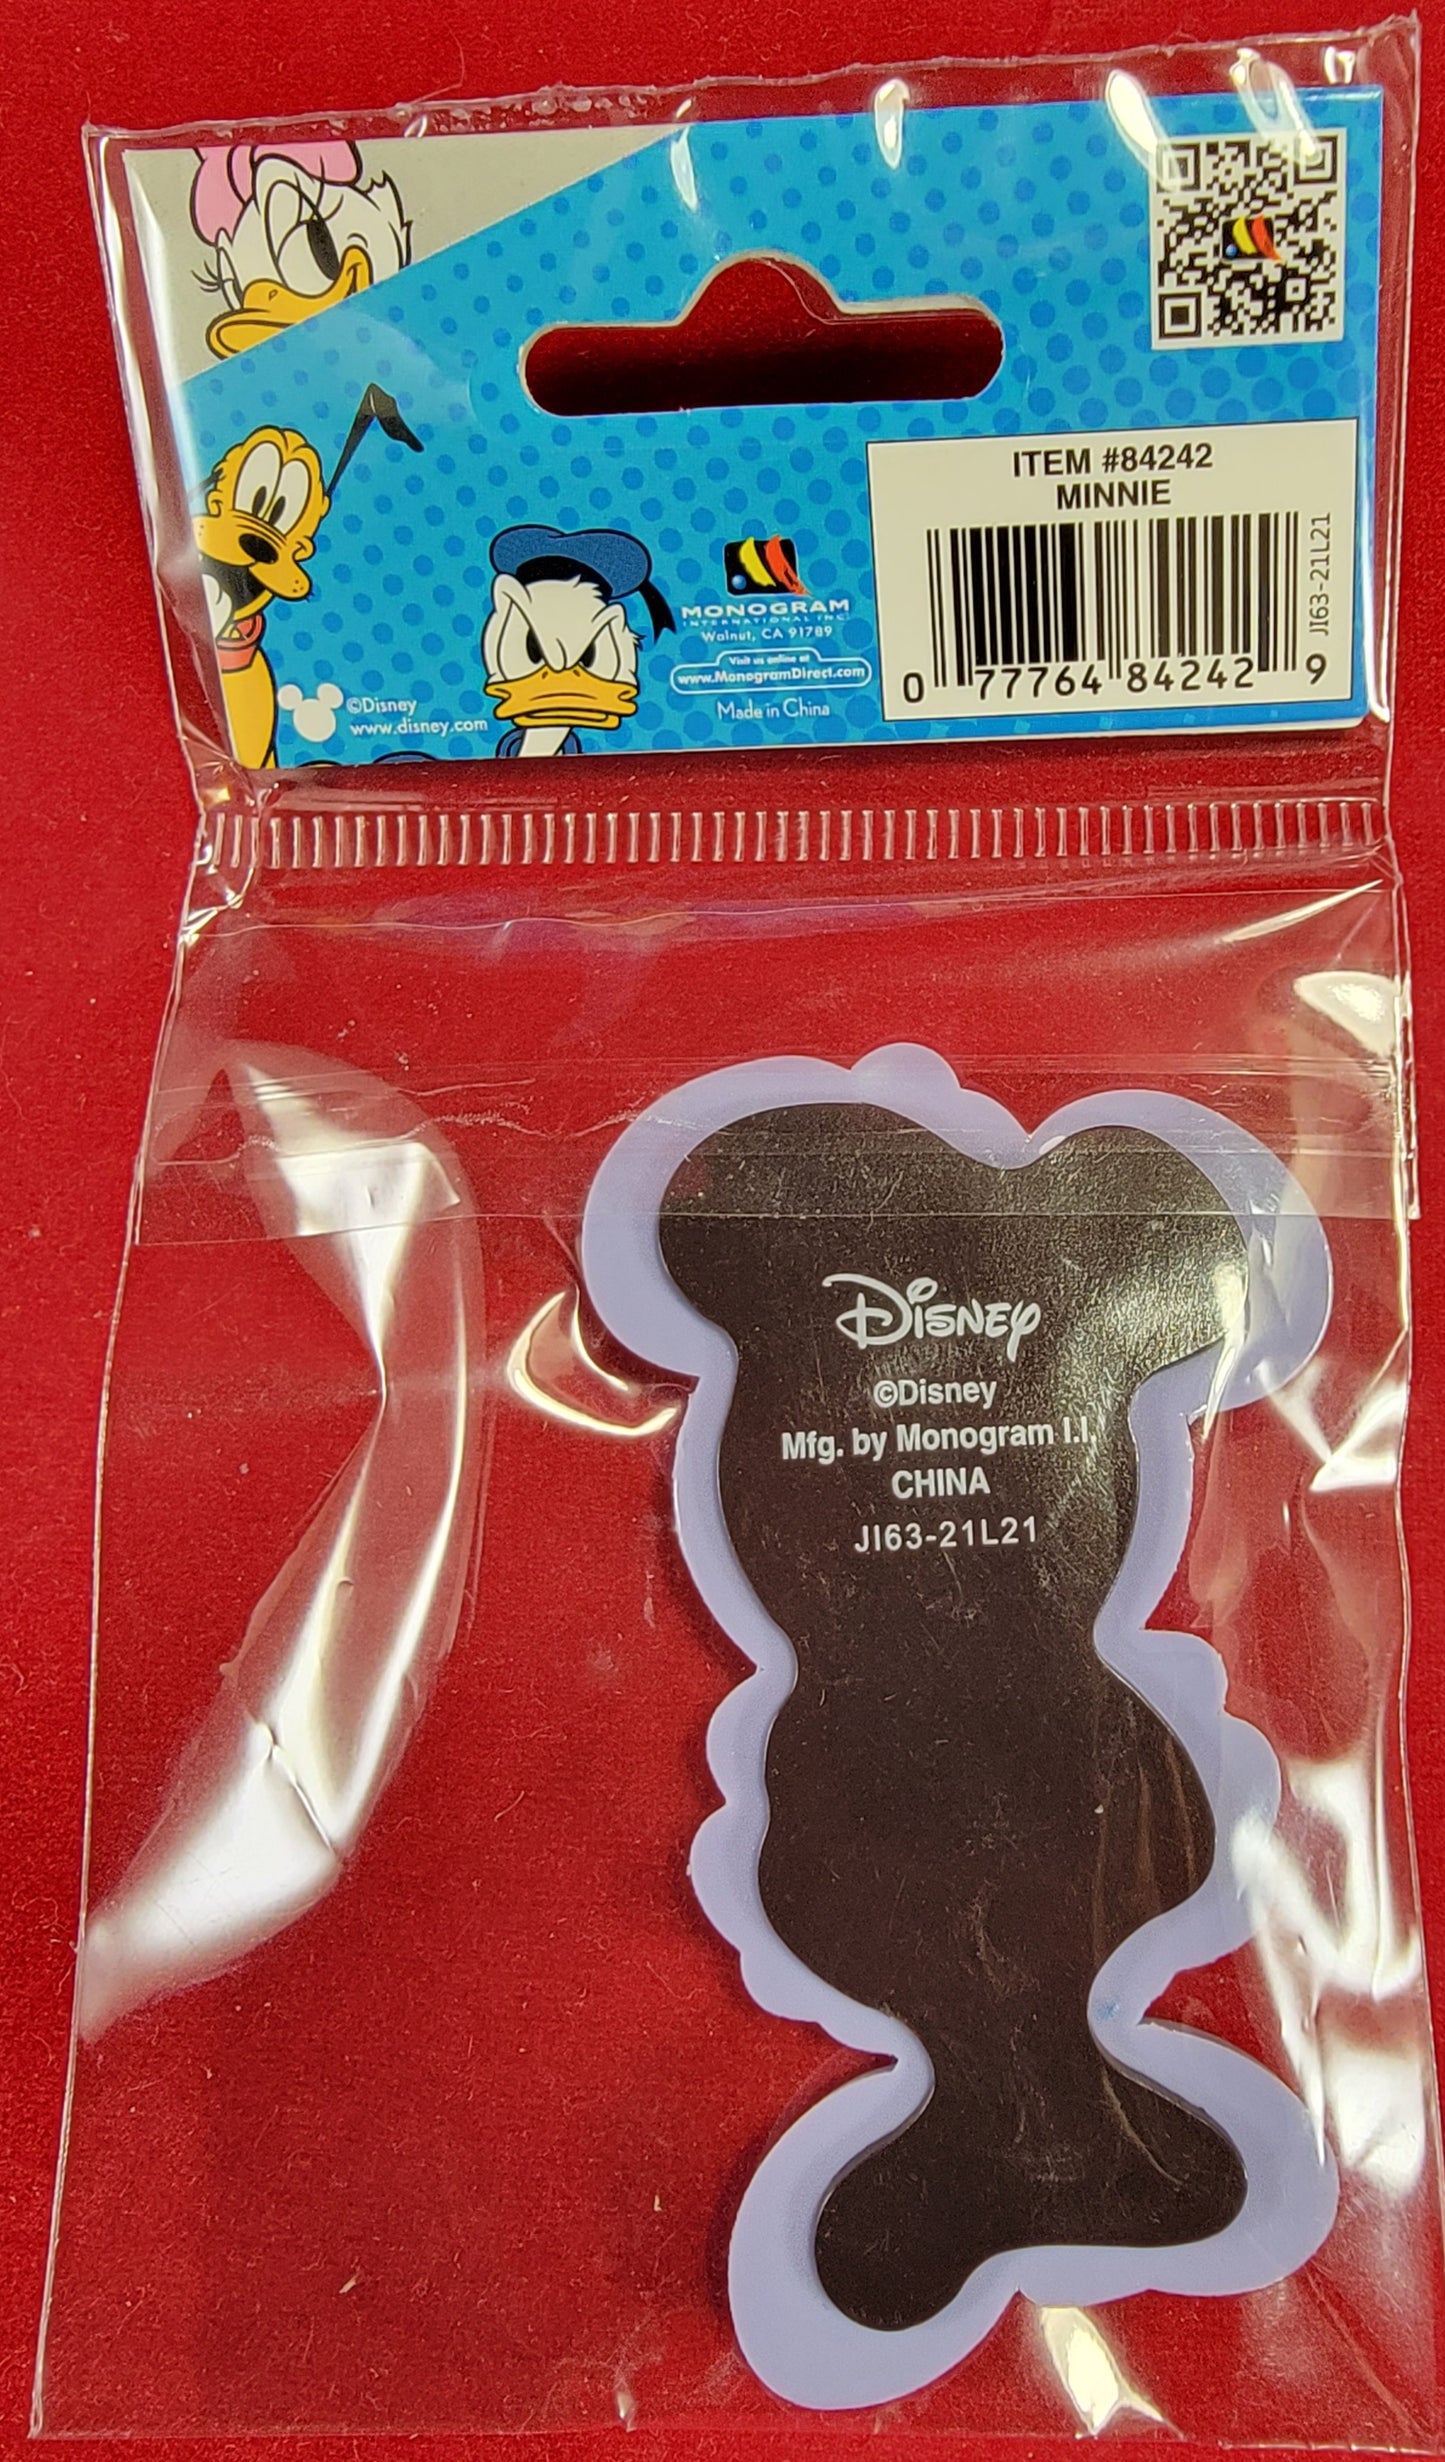 ITEM #84242
MINNIE
JI63-21L21
0 77764 84242 9
MONOGRAM
INTERNATIONAL INC.
Walnut, CA 91789
Visit us online at
www.MonogramDirect.com
Made in China
©Disney
www.disney.com
Disney
©Disney
Mfg. by Monogram I.I.
CHINA
JI63-21L21